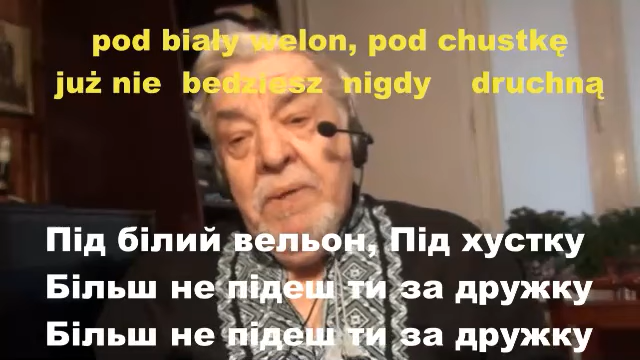 pod biały welon, pod chustkę
już nie bedziesz nigdy druchną
Під білий вельон, Під хустку
Більш не підеш ти за дружку
Більш не підеш ти за дружку